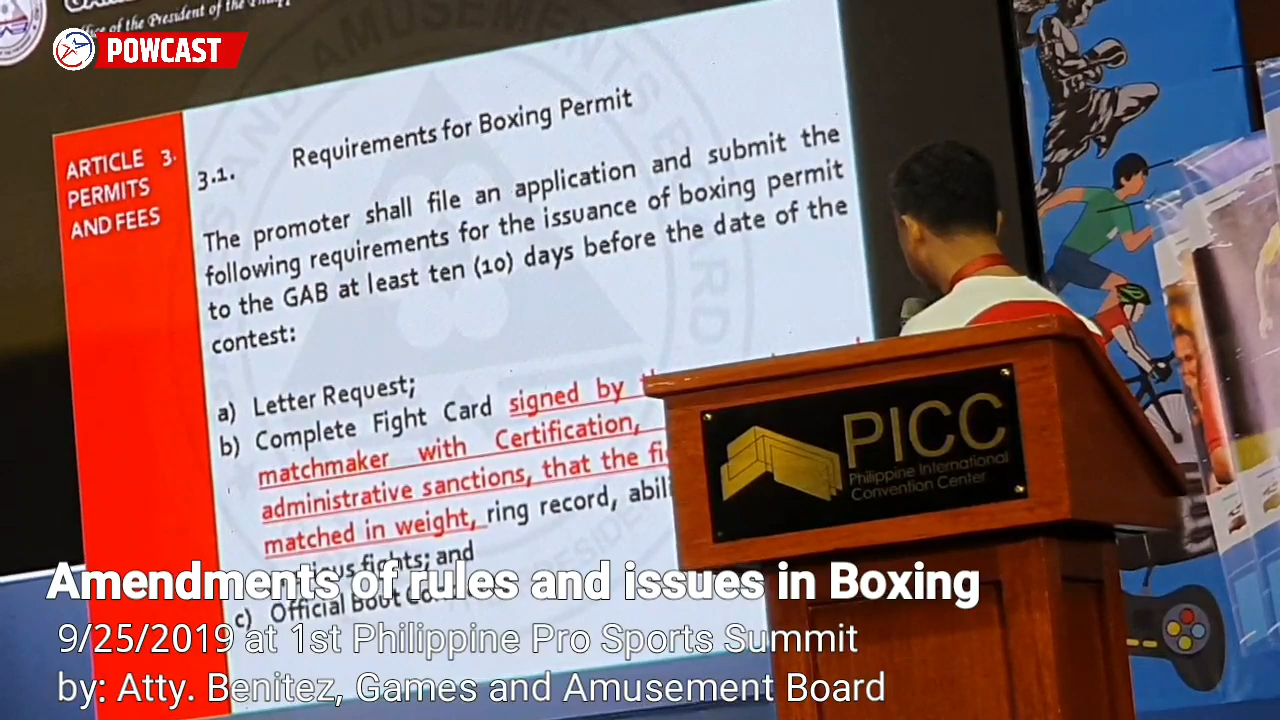 Office of the President of the
POWCAST
AMUSEMENTS BOARD
ARTICLE 3.
PERMITS
AND FEES
3.1. Requirements for Boxing Permit
The promoter shall file an application and submit the
following requirements for the issuance of boxing permit
to the GAB at least ten (10) days before the date of the
contest:
a) Letter Request;
b) Complete Fight Card signed by
matchmaker with Certification,
administrative sanctions, that the
matched in weight, ring record,
fights; and
c) Official Bout
PICC
Philippine International
Convention Center
Amendments of rules and issues in Boxing
9/25/2019 at 1st Philippine Pro Sports Summit
by: Atty. Benitez, Games and Amusement Board